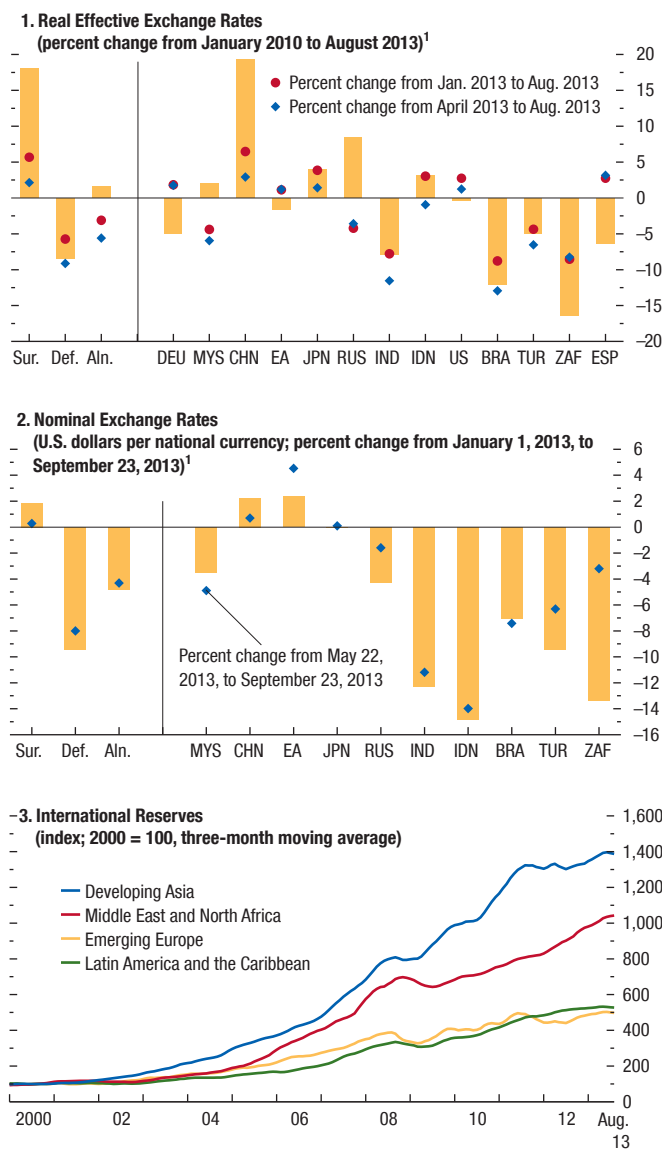 1. Real Effective Exchange Rates
(percent change from January 2010 to August 2013)1
20
15
10
5
0
–5
–10
–15
–20
Percent change from Jan. 2013 to Aug. 2013
Percent change from April 2013 to Aug. 2013
Sur. Def. Aln. DEU MYS CHN EA JPN RUS IND IDN US BRA TUR ZAF ESP
2. Nominal Exchange Rates
(U.S. dollars per national currency; percent change from January 1, 2013, to
September 23, 2013)1
6
4
2
0
–2
–4
–6
–8
–10
–12
–14
–16
Percent change from May 22,
2013, to September 23, 2013
Sur. Def. Aln. MYS CHN EA JPN RUS IND IDN BRA TUR ZAF
3. International Reserves
(index; 2000 = 100, three-month moving average)
1,600
1,400
1,200
1,000
800
600
400
200
0
Developing Asia
Middle East and North Africa
Emerging Europe
Latin America and the Caribbean
2000 02 04 06 08 10 12 Aug.
13